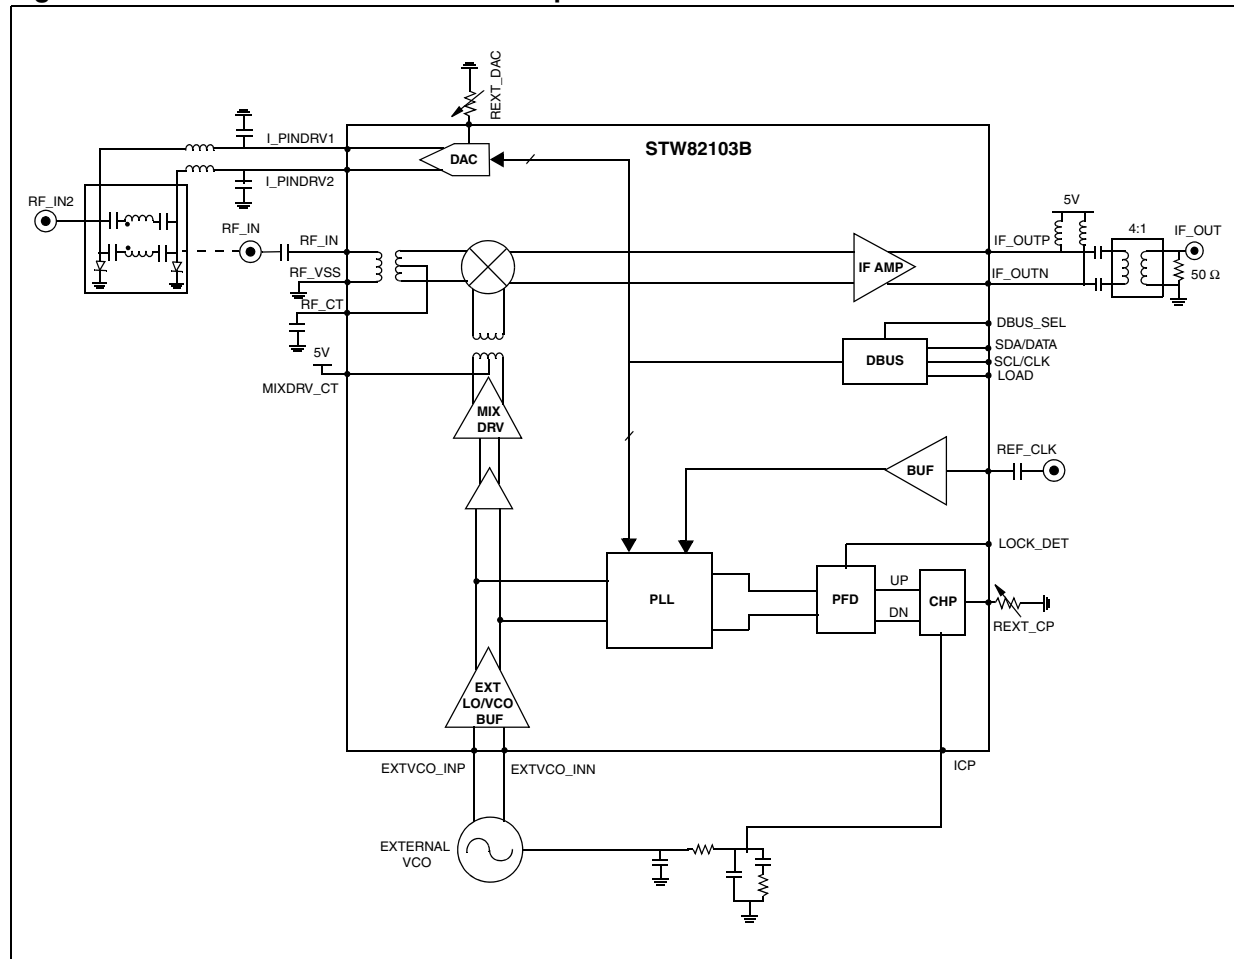 REXT_DAC
STW82103B
I_PINDRV1
DAC
I_PINDRV2
RF_IN2
RF_IN
RF_IN
RF_VSS
RF_CT
5V
MIXDRV_CT
5V
4:1
IF_OUT
IF_OUTP
IF AMP
IF_OUTN
50 Ω
DBUS_SEL
DBUS
SDA/DATA
SCL/CLK
LOAD
MIX
DRV
BUF
REF_CLK
LOCK_DET
PLL
PFD
UP
DN
CHP
REXT_CP
EXT
LO/VCO
BUF
EXTVCO_INP
EXTVCO_INN
ICP
EXTERNAL
VCO